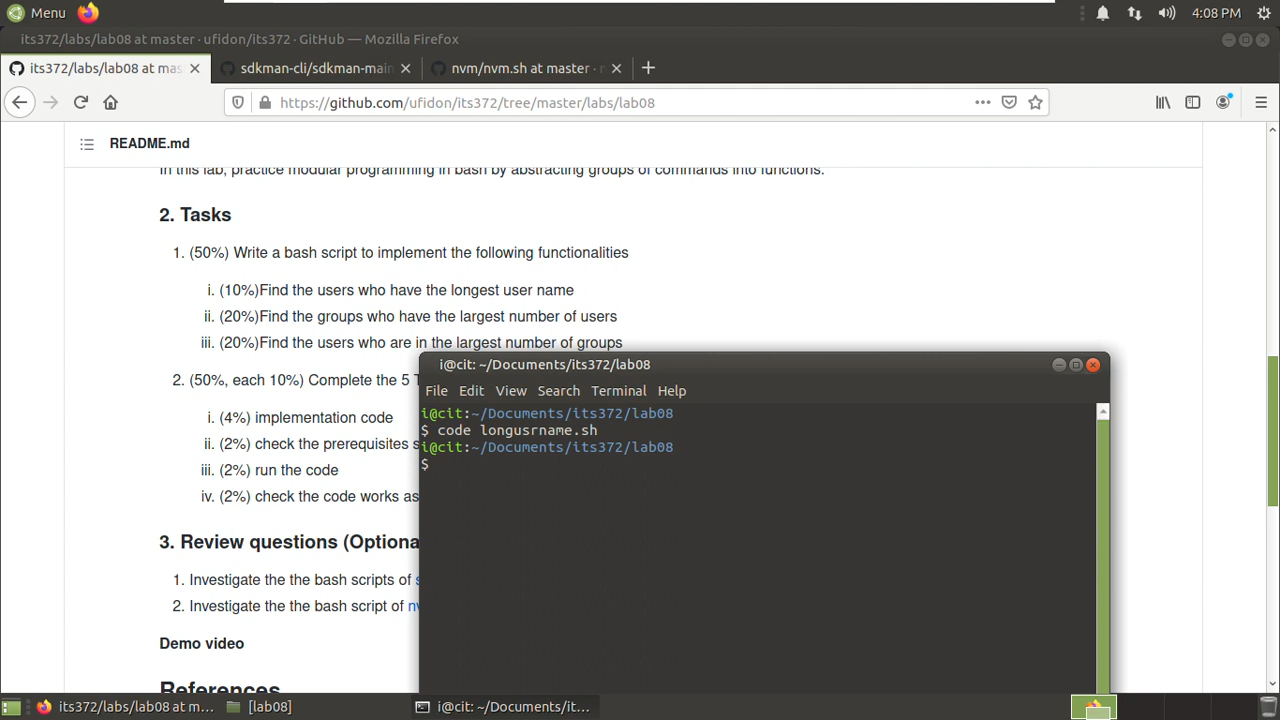 Menu
4:08 PM
its372/labs/lab08 at master · ufidon/its372 · GitHub — Mozilla Firefox
its372/labs/lab08 at mas
sdkman-cli/sdkman-main
nvm/nvm.sh at master ·
https://github.com/ufidon/its372/tree/master/labs/lab08
README.md
In this lab, practice modular programming in bash by abstracting groups of commands into functions.
2. Tasks
1. (50%) Write a bash script to implement the following functionalities
i. (10%)Find the users who have the longest user name
ii. (20%)Find the groups who have the largest number of users
iii. (20%)Find the users who are in the largest number of groups
2. (50%, each 10%) Complete the 5 T
i. (4%) implementation code
ii. (2%) check the prerequisites s
iii. (2%) run the code
iv. (2%) check the code works as
3. Review questions (Optiona
1. Investigate the the bash scripts of s
2. Investigate the the bash script of nv
Demo video
References
i@cit: ~/Documents/its372/lab08
File Edit View Search Terminal Help
i@cit:~/Documents/its372/lab08
$ code longusrname.sh
i@cit:~/Documents/its372/lab08
$
its372/labs/lab08 at m...
[lab08]
i@cit: ~/Documents/it...